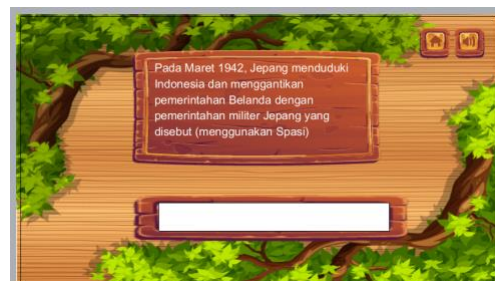 Pada Maret 1942, Jepang menduduki
Indonesia dan menggantikan
pemerintahan Belanda dengan
pemerintahan militer Jepang yang
disebut (menggunakan Spasi)